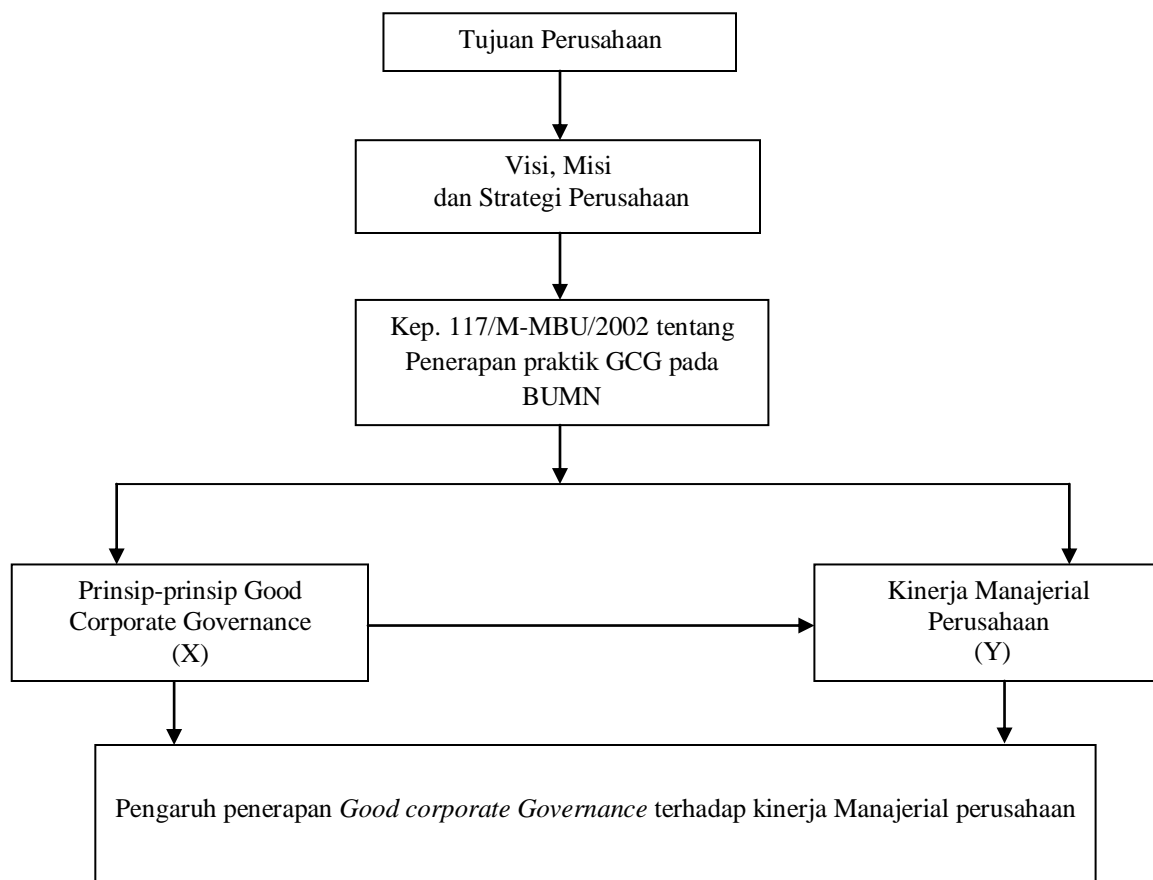 Tujuan Perusahaan
Visi, Misi
dan Strategi Perusahaan
Kep. 117/M-MBU/2002 tentang
Penerapan praktik GCG pada
BUMN
Prinsip-prinsip Good
Corporate Governance
(X)
Kinerja Manajerial
Perusahaan
(Y)
Pengaruh penerapan Good corporate Governance terhadap kinerja Manajerial perusahaan